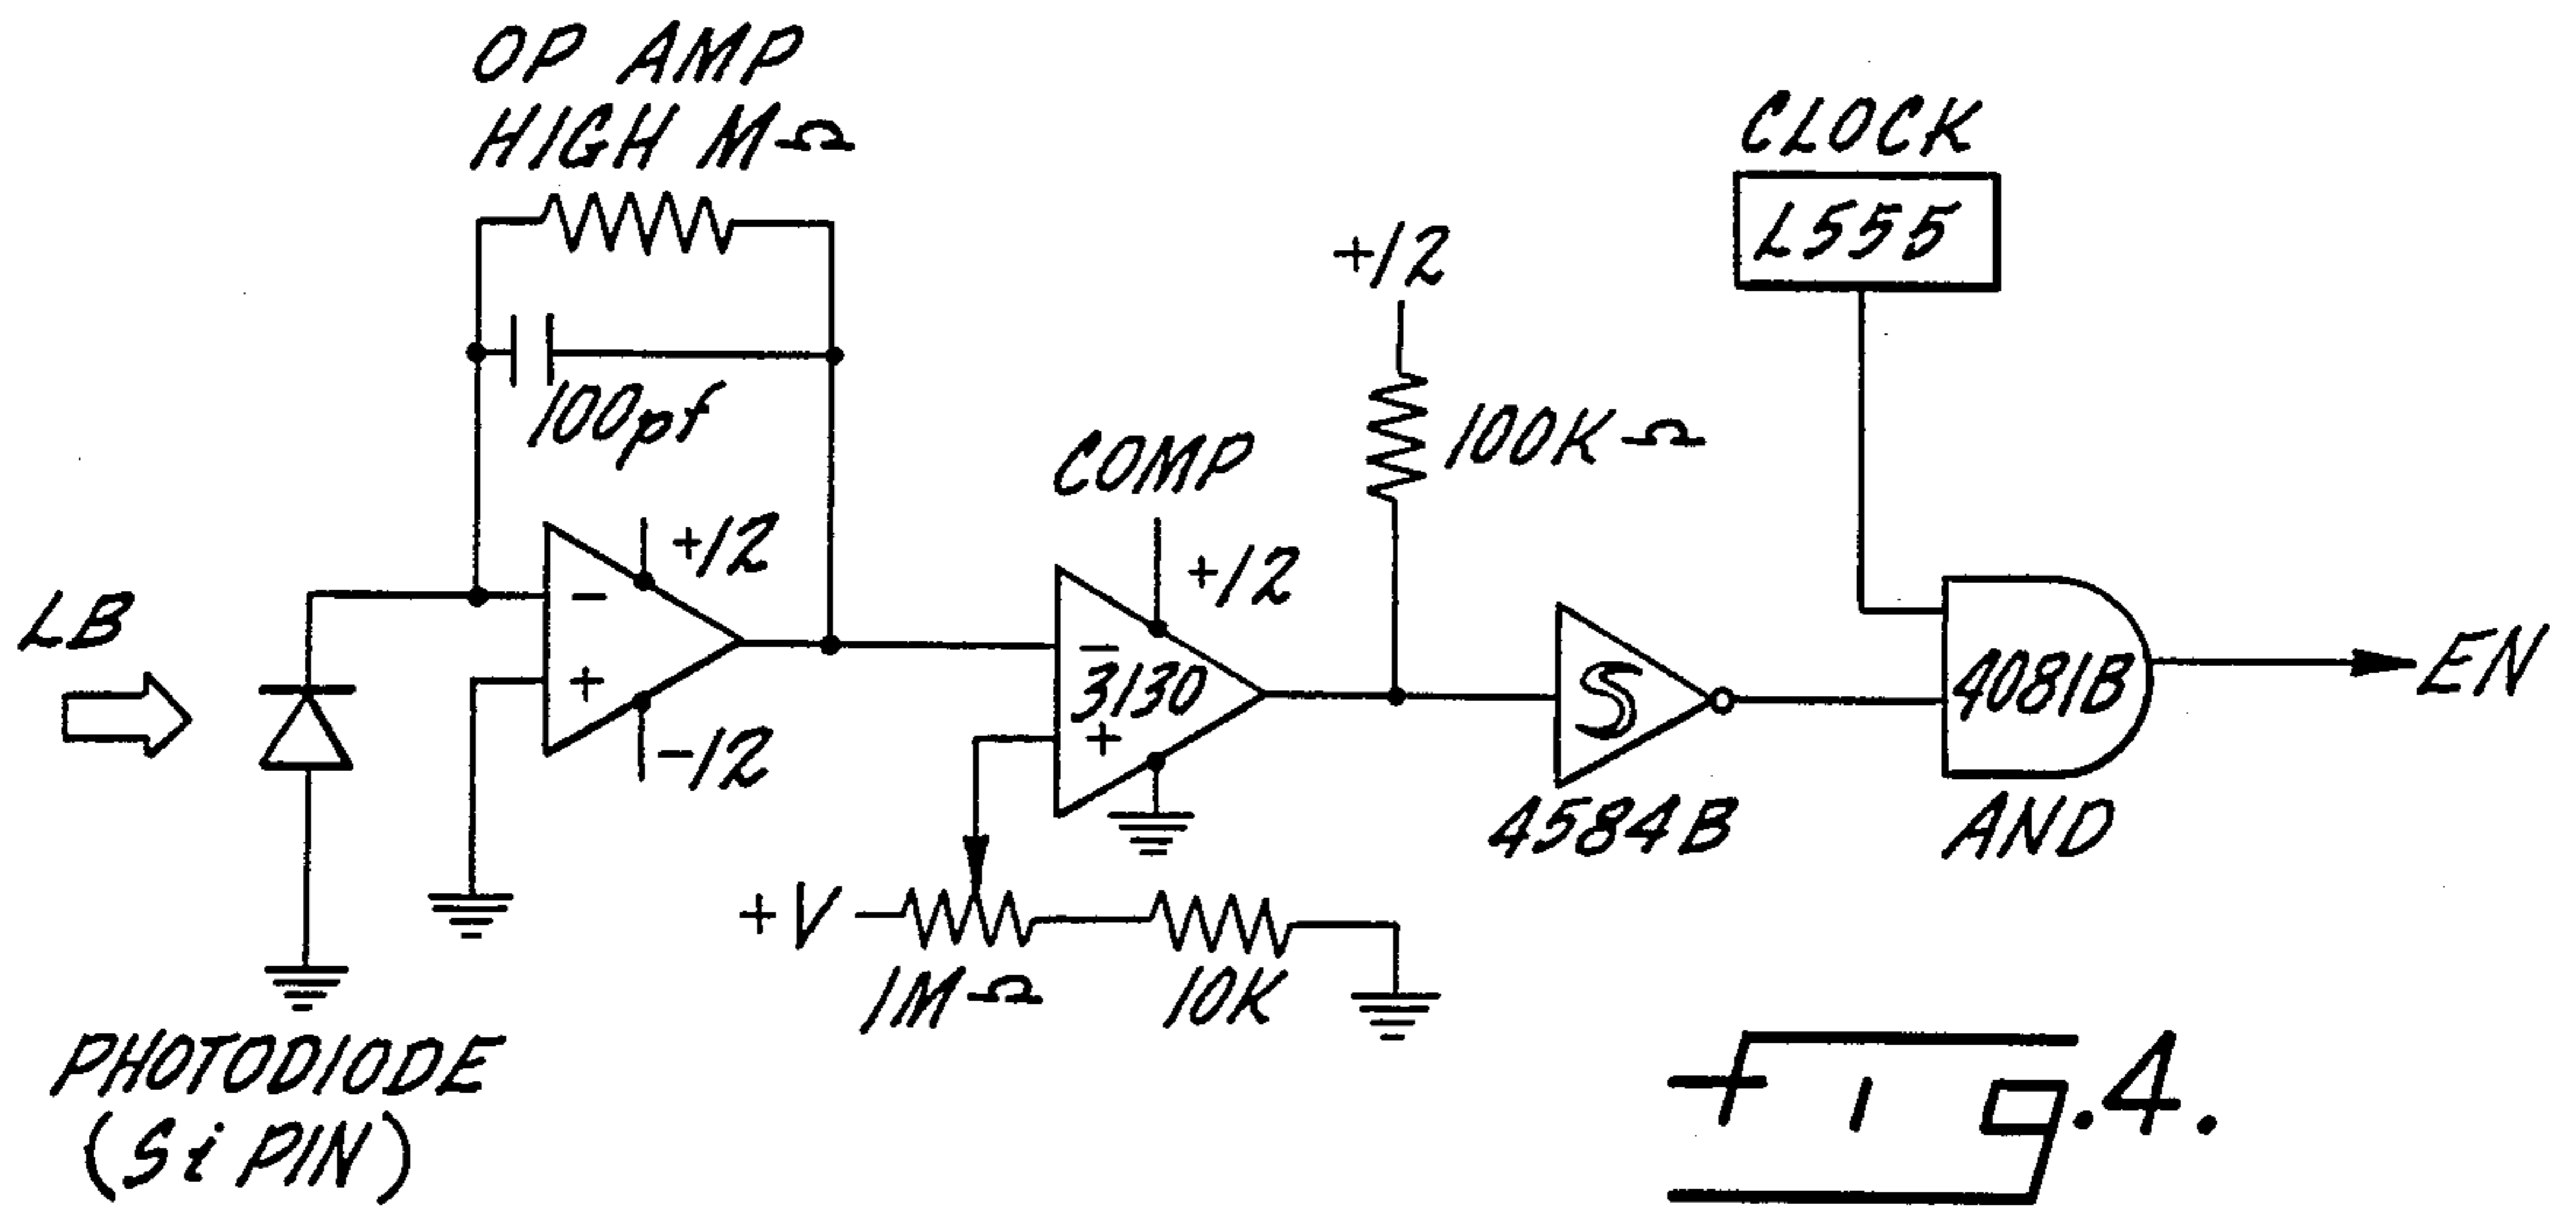 OP AMP
HIGH MΩ
100pf
+12
-12
LB
PHOTODIODE
(Si PIN)
COMP
+12
-
3130
+
+V
1MΩ
10K
+12
100KΩ
S
4584B
CLOCK
L555
4081B
AND
EN
Fig.4.